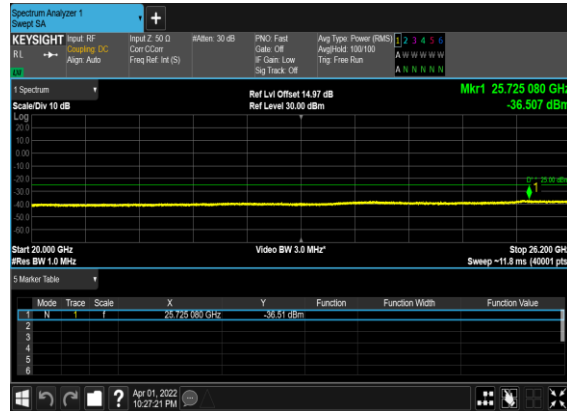 Spectrum Analyzer 1
Swept SA
+
KEYSIGHT Input: RF Input Z: 50 Ω #Atten: 30 dB PNO: Fast Avg Type: Power (RMS) 1 2 3 4 5 6
RL Coupling: DC Corr CCorr Gate: Off Avg|Hold: 100/100 A W W W W W
Align: Auto Freq Ref: Int (S) IF Gain: Low Trig: Free Run
Sig Track: Off A N N N N N
1 Spectrum Ref Lvl Offset 14.97 dB Mkr1 25.725 080 GHz
Scale/Div 10 dB Ref Level 30.00 dBm -36.507 dBm
Log
20.0
10.0
0.00
-10.0
-20.0
-30.0
-40.0
-50.0
-60.0
1
Start 20.000 GHz Video BW 3.0 MHz* Stop 26.200 GHz
#Res BW 1.0 MHz Sweep ~11.8 ms (40001 pts
5 Marker Table
Mode Trace Scale X Y Function Function Width Function Value
1 N 1 f 25.725 080 GHz -36.51 dBm
2
3
4
5
6
? Apr 01, 2022
10:27:21 PM